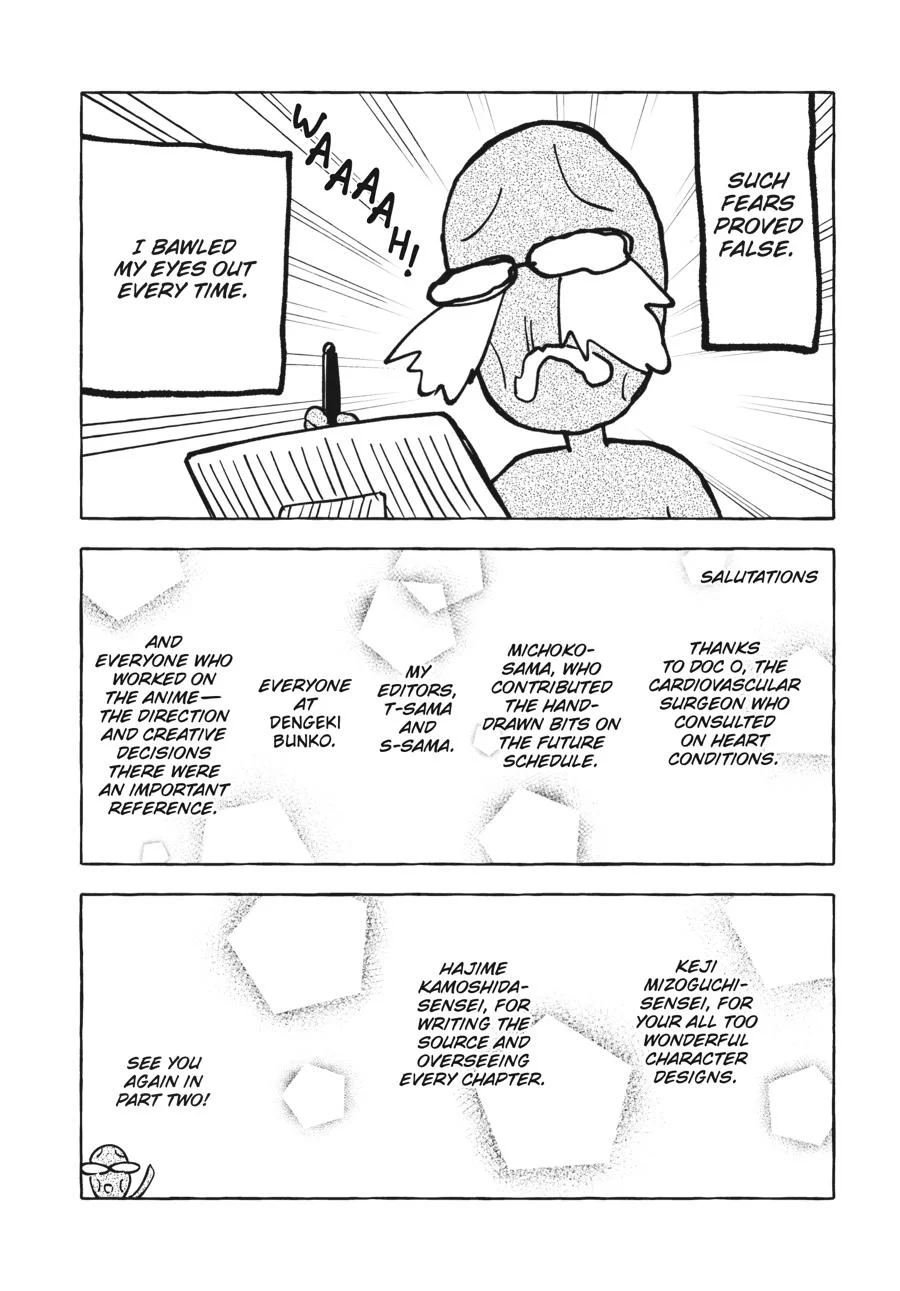 SUCH
FEARS
PROVED
FALSE.
WAAAAH!
I BAWLED
MY EYES OUT
EVERY TIME.
SALUTATIONS
THANKS
TO DOC O, THE
CARDIOVASCULAR
SURGEON WHO
CONSULTED
ON HEART
CONDITIONS.
MICHOKO-
SAMA, WHO
CONTRIBUTED
THE HAND-
DRAWN BITS ON
THE FUTURE
SCHEDULE.
MY
EDITORS,
T-SAMA
AND
S-SAMA.
EVERYONE
AT
DENGEKI
BUNKO.
AND
EVERYONE WHO
WORKED ON
THE ANIME—
THE DIRECTION
AND CREATIVE
DECISIONS
THERE WERE
AN IMPORTANT
REFERENCE.
KEJI
MIZOGUCHI-
SENSEI, FOR
YOUR ALL TOO
WONDERFUL
CHARACTER
DESIGNS.
HAJIME
KAMOSHIDA-
SENSEI, FOR
WRITING THE
SOURCE AND
OVERSEEING
EVERY CHAPTER.
SEE YOU
AGAIN IN
PART TWO!